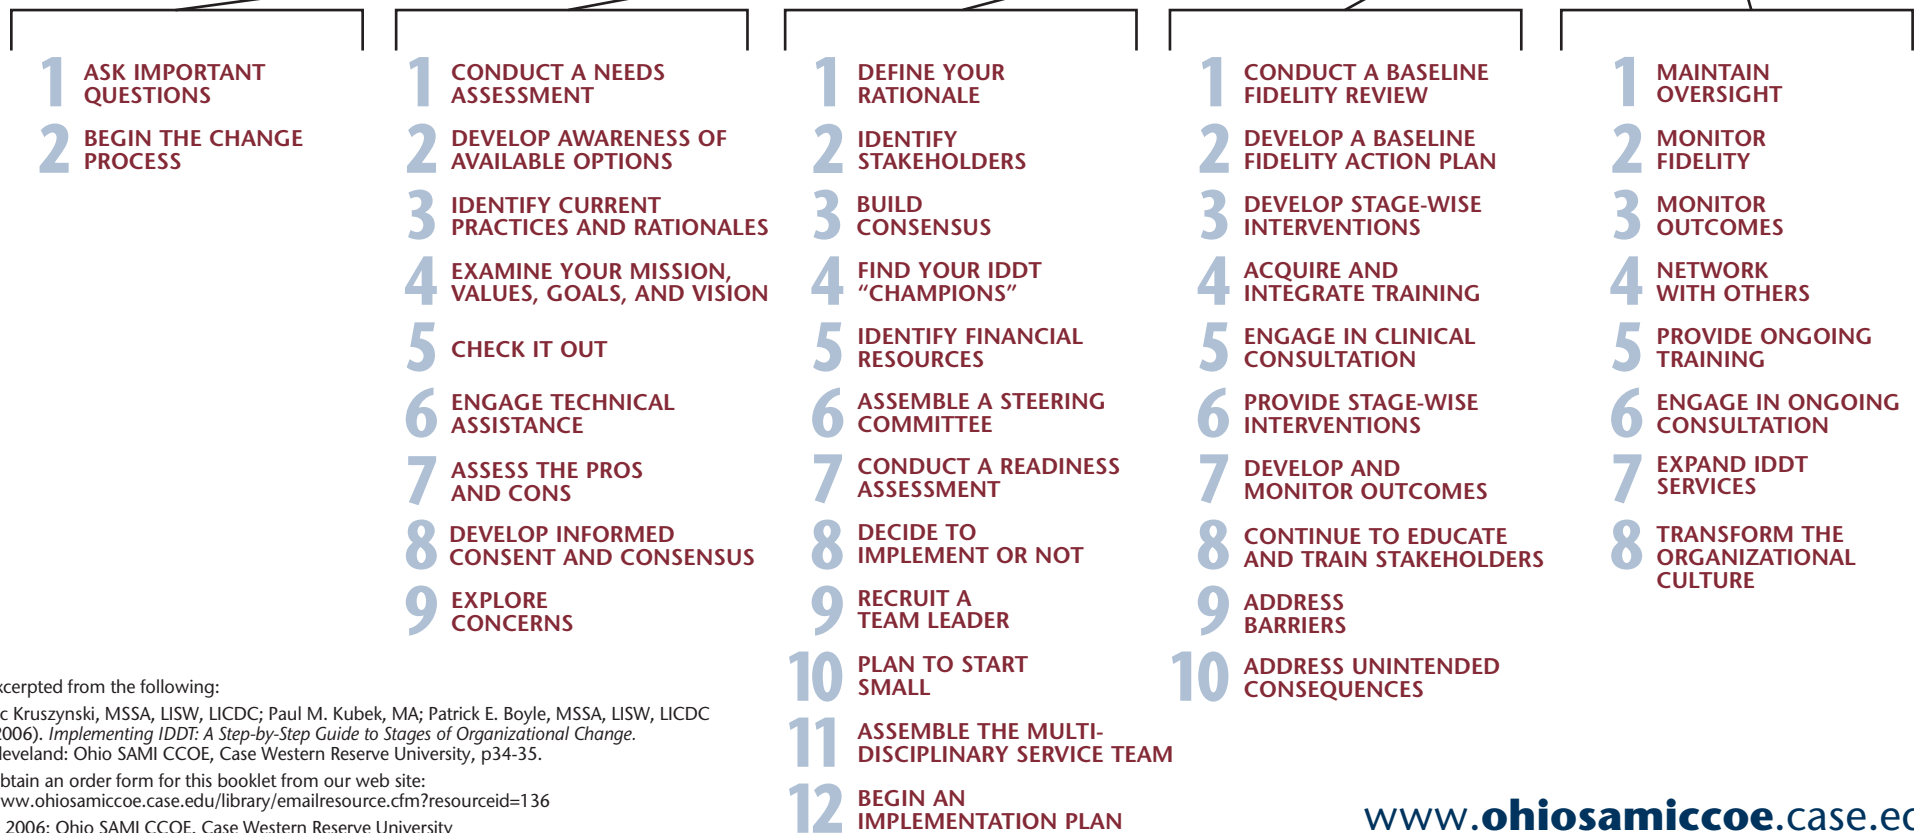 1 ASK IMPORTANT
QUESTIONS
2 BEGIN THE CHANGE
PROCESS
1 CONDUCT A NEEDS
ASSESSMENT
2 DEVELOP AWARENESS OF
AVAILABLE OPTIONS
3 IDENTIFY CURRENT
PRACTICES AND RATIONALES
4 EXAMINE YOUR MISSION,
VALUES, GOALS, AND VISION
5 CHECK IT OUT
6 ENGAGE TECHNICAL
ASSISTANCE
7 ASSESS THE PROS
AND CONS
8 DEVELOP INFORMED
CONSENT AND CONSENSUS
9 EXPLORE
CONCERNS
1 DEFINE YOUR
RATIONALE
2 IDENTIFY
STAKEHOLDERS
3 BUILD
CONSENSUS
4 FIND YOUR IDDT
“CHAMPIONS”
5 IDENTIFY FINANCIAL
RESOURCES
6 ASSEMBLE A STEERING
COMMITTEE
7 CONDUCT A READINESS
ASSESSMENT
8 DECIDE TO
IMPLEMENT OR NOT
9 RECRUIT A
TEAM LEADER
10 PLAN TO START
SMALL
11 ASSEMBLE THE MULTI-
DISCIPLINARY SERVICE TEAM
12 BEGIN AN
IMPLEMENTATION PLAN
1 CONDUCT A BASELINE
FIDELITY REVIEW
2 DEVELOP A BASELINE
FIDELITY ACTION PLAN
3 DEVELOP STAGE-WISE
INTERVENTIONS
4 ACQUIRE AND
INTEGRATE TRAINING
5 ENGAGE IN CLINICAL
CONSULTATION
6 PROVIDE STAGE-WISE
INTERVENTIONS
7 DEVELOP AND
MONITOR OUTCOMES
8 CONTINUE TO EDUCATE
AND TRAIN STAKEHOLDERS
9 ADDRESS
BARRIERS
10 ADDRESS UNINTENDED
CONSEQUENCES
1 MAINTAIN
OVERSIGHT
2 MONITOR
FIDELITY
3 MONITOR
OUTCOMES
4 NETWORK
WITH OTHERS
5 PROVIDE ONGOING
TRAINING
6 ENGAGE IN ONGOING
CONSULTATION
7 EXPAND IDDT
SERVICES
8 TRANSFORM THE
ORGANIZATIONAL
CULTURE
xcerpted from the following:
c Kruszynski, MSSA, LISW, LICDC; Paul M. Kubek, MA; Patrick E. Boyle, MSSA, LISW, LICDC
2006). Implementing IDDT: A Step-by-Step Guide to Stages of Organizational Change.
leveland: Ohio SAMI CCOE, Case Western Reserve University, p34-35.
btain an order form for this booklet from our web site:
ww.ohiosamiccoe.case.edu/library/emailresource.cfm?resourceid=136
2006: Ohio SAMI CCOE, Case Western Reserve University
www.ohiosamiccoe.case.ed